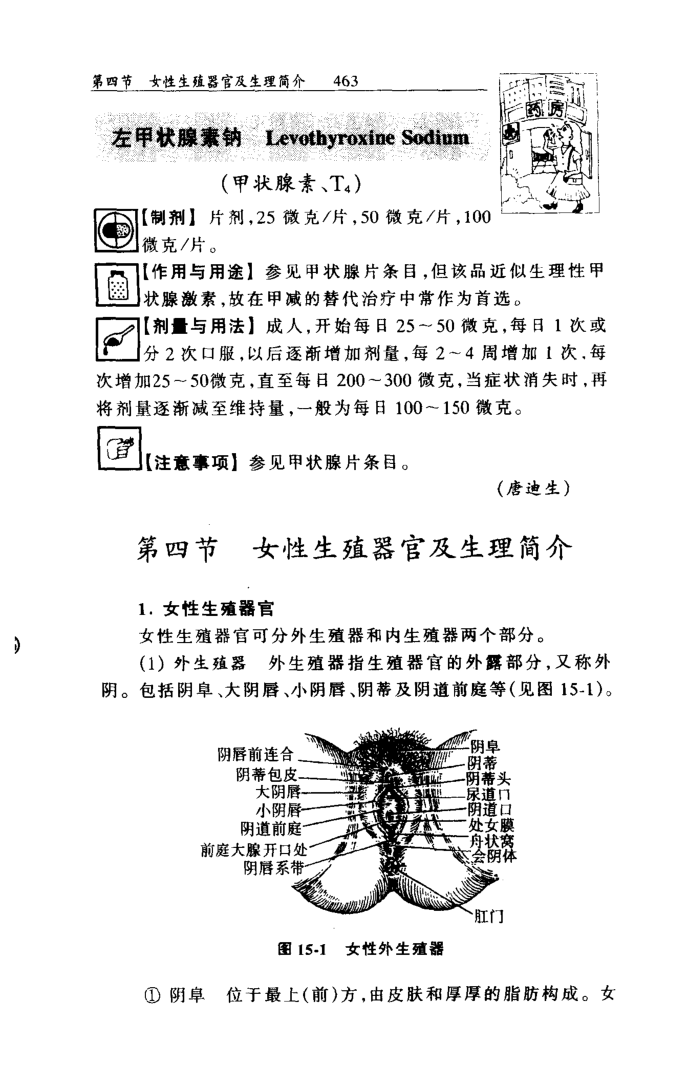 第四节　女性生殖器官及生理简介　463
药房
左甲状腺素钠　Levothyroxine Sodium
(甲状腺素、T₄)
【制剂】片剂,25 微克/片,50 微克/片,100
微克/片。
【作用与用途】参见甲状腺片条目,但该品近似生理性甲
状腺激素,故在甲减的替代治疗中常作为首选。
【剂量与用法】成人,开始每日 25～50 微克,每日 1 次或
分 2 次口服,以后逐渐增加剂量,每 2～4 周增加 1 次,每
次增加25～50微克,直至每日 200～300 微克,当症状消失时,再
将剂量逐渐减至维持量,一般为每日 100～150 微克。
【注意事项】参见甲状腺片条目。
(唐迪生)
第四节　女性生殖器官及生理简介
1. 女性生殖器官
女性生殖器官可分外生殖器和内生殖器两个部分。
(1) 外生殖器　外生殖器指生殖器官的外露部分,又称外
阴。包括阴阜、大阴唇、小阴唇、阴蒂及阴道前庭等(见图 15-1)。
阴唇前连合
阴蒂包皮
大阴唇
小阴唇
阴道前庭
前庭大腺开口处
阴唇系带
阴阜
阴蒂
阴蒂头
尿道口
阴道口
处女膜
舟状窝
会阴体
肛门
图 15-1　女性外生殖器
① 阴阜　位于最上(前)方,由皮肤和厚厚的脂肪构成。女